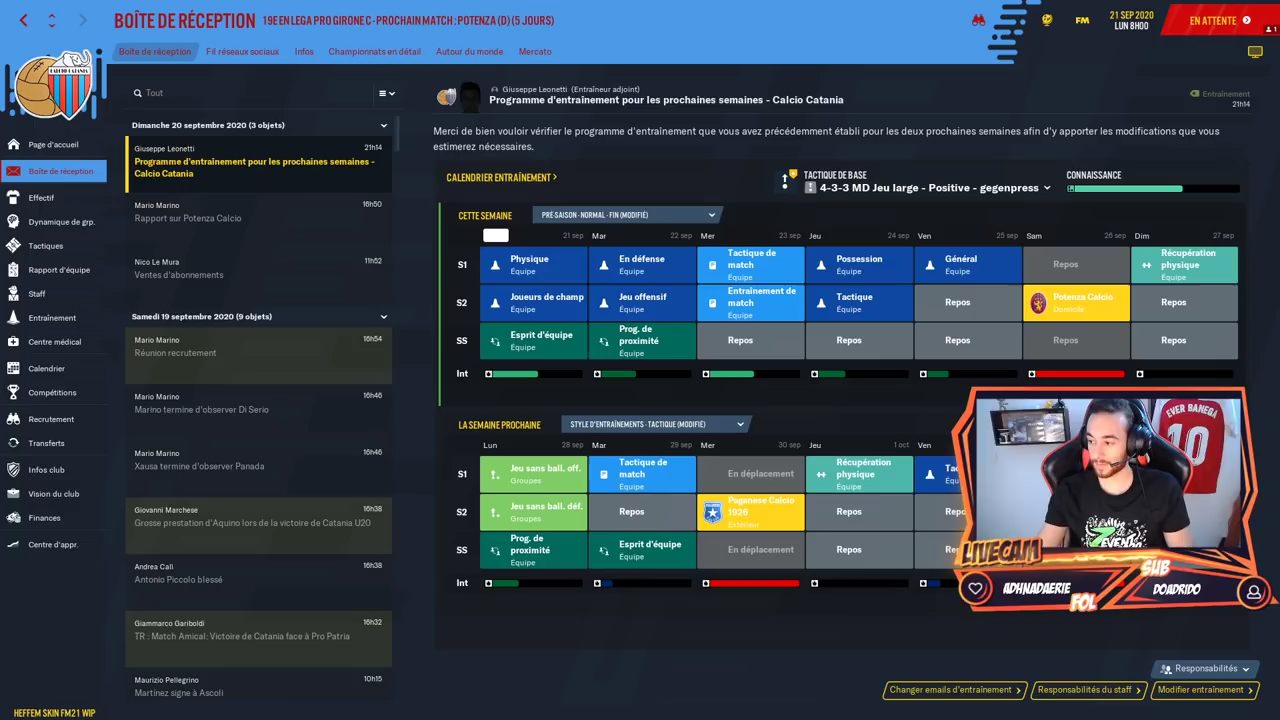 BOÎTE DE RÉCEPTION 19E EN LEGA PRO GIRONE C - PROCHAIN MATCH : POTENZA (D) (5 JOURS)
FM
21 SEP 2020
LUN 8H00
EN ATTENTE
1
Boîte de réception Fil réseaux sociaux Infos Championnats en détail Autour du monde Mercato
CALCIO CATANIA
Page d'accueil
Boîte de réception
Effectif
Dynamique de grp.
Tactiques
Rapport d'équipe
Staff
Entraînement
Centre médical
Calendrier
Compétitions
Recrutement
Transferts
Infos club
Vision du club
Finances
Centre d'appr.
HEFFEM SKIN FM21 WIP
Tout
Dimanche 20 septembre 2020 (3 objets)
Giuseppe Leonetti 21h14
Programme d'entraînement pour les prochaines semaines -
Calcio Catania
Mario Marino 16h50
Rapport sur Potenza Calcio
Nico Le Mura 11h52
Ventes d'abonnements
Samedi 19 septembre 2020 (9 objets)
Mario Marino 16h54
Réunion recrutement
Mario Marino 16h46
Marino termine d'observer Di Serio
Mario Marino 16h46
Xausa termine d'observer Panada
Giovanni Marchese 16h38
Grosse prestation d'Aquino lors de la victoire de Catania U20
Andrea Calì 16h38
Antonio Piccolo blessé
Giammarco Gariboldi 16h32
TR : Match Amical: Victoire de Catania face à Pro Patria
Maurizio Pellegrino 10h15
Martinez signe à Ascoli
Giuseppe Leonetti (Entraîneur adjoint)
Programme d'entraînement pour les prochaines semaines - Calcio Catania
Entraînement
21h14
Merci de bien vouloir vérifier le programme d'entraînement que vous avez précédemment établi pour les deux prochaines semaines afin d'y apporter les modifications que vous
estimerez nécessaires.
CALENDRIER ENTRAÎNEMENT >
TACTIQUE DE BASE
4-3-3 MD Jeu large - Positive - gegenpress
CONNAISSANCE
CETTE SEMAINE PRÉ-SAISON - NORMAL - FIN (MODIFIÉ)
21 sep Mar 22 sep Mer 23 sep Jeu 24 sep Ven 25 sep Sam 26 sep Dim 27 sep
S1 Physique Équipe En défense Équipe Tactique de match Équipe Possession Équipe Général Équipe Repos Récupération physique Équipe
S2 Joueurs de champ Équipe Jeu offensif Équipe Entraînement de match Équipe Tactique Équipe Repos Potenza Calcio Domicile Repos
SS Esprit d'équipe Équipe Prog. de proximité Équipe Repos Repos Repos Repos Repos
Int
LA SEMAINE PROCHAINE STYLE D'ENTRAÎNEMENTS - TACTIQUE (MODIFIÉ)
Lun 28 sep Mar 29 sep Mer 30 sep Jeu 1 oct Ven
S1 Jeu sans ball. off. Groupes Tactique de match Équipe En déplacement Récupération physique Équipe
S2 Jeu sans ball. déf. Groupes Repos Paganese Calcio 1926 Extérieur Repos
SS Prog. de proximité Équipe Esprit d'équipe Équipe En déplacement Repos Repos
Int
EVER BANEGA
10
LIVECAM
SUB
ADHNADAERIE
FOL
DOADRIDO
Responsabilités
Changer emails d'entraînement > Responsabilités du staff > Modifier entraînement >